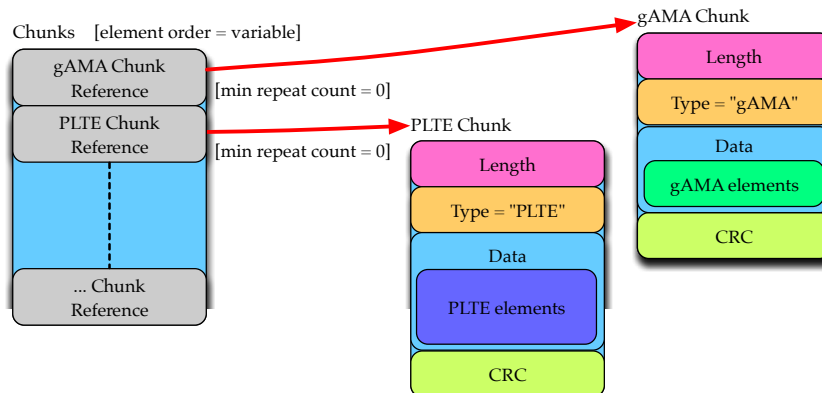 Chunks [element order = variable]
gAMA Chunk
Reference
[min repeat count = 0]
PLTE Chunk
Reference
[min repeat count = 0]
... Chunk
Reference
PLTE Chunk
Length
Type = "PLTE"
Data
PLTE elements
CRC
gAMA Chunk
Length
Type = "gAMA"
Data
gAMA elements
CRC